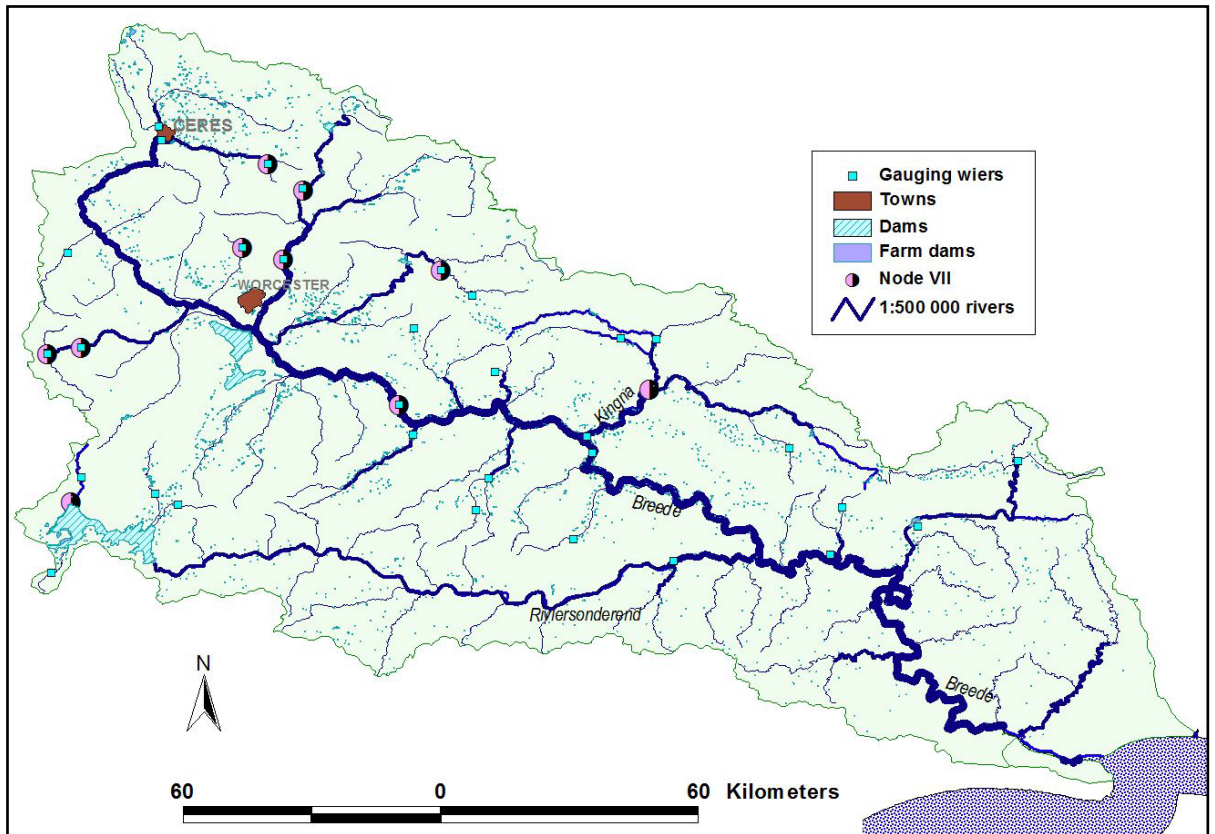 CERES
WORCESTER
Gauging wiers
Towns
Dams
Farm dams
Node VII
1:500 000 rivers
Kingna
Breede
Riviersonderend
Breede
N
60 0 60 Kilometers